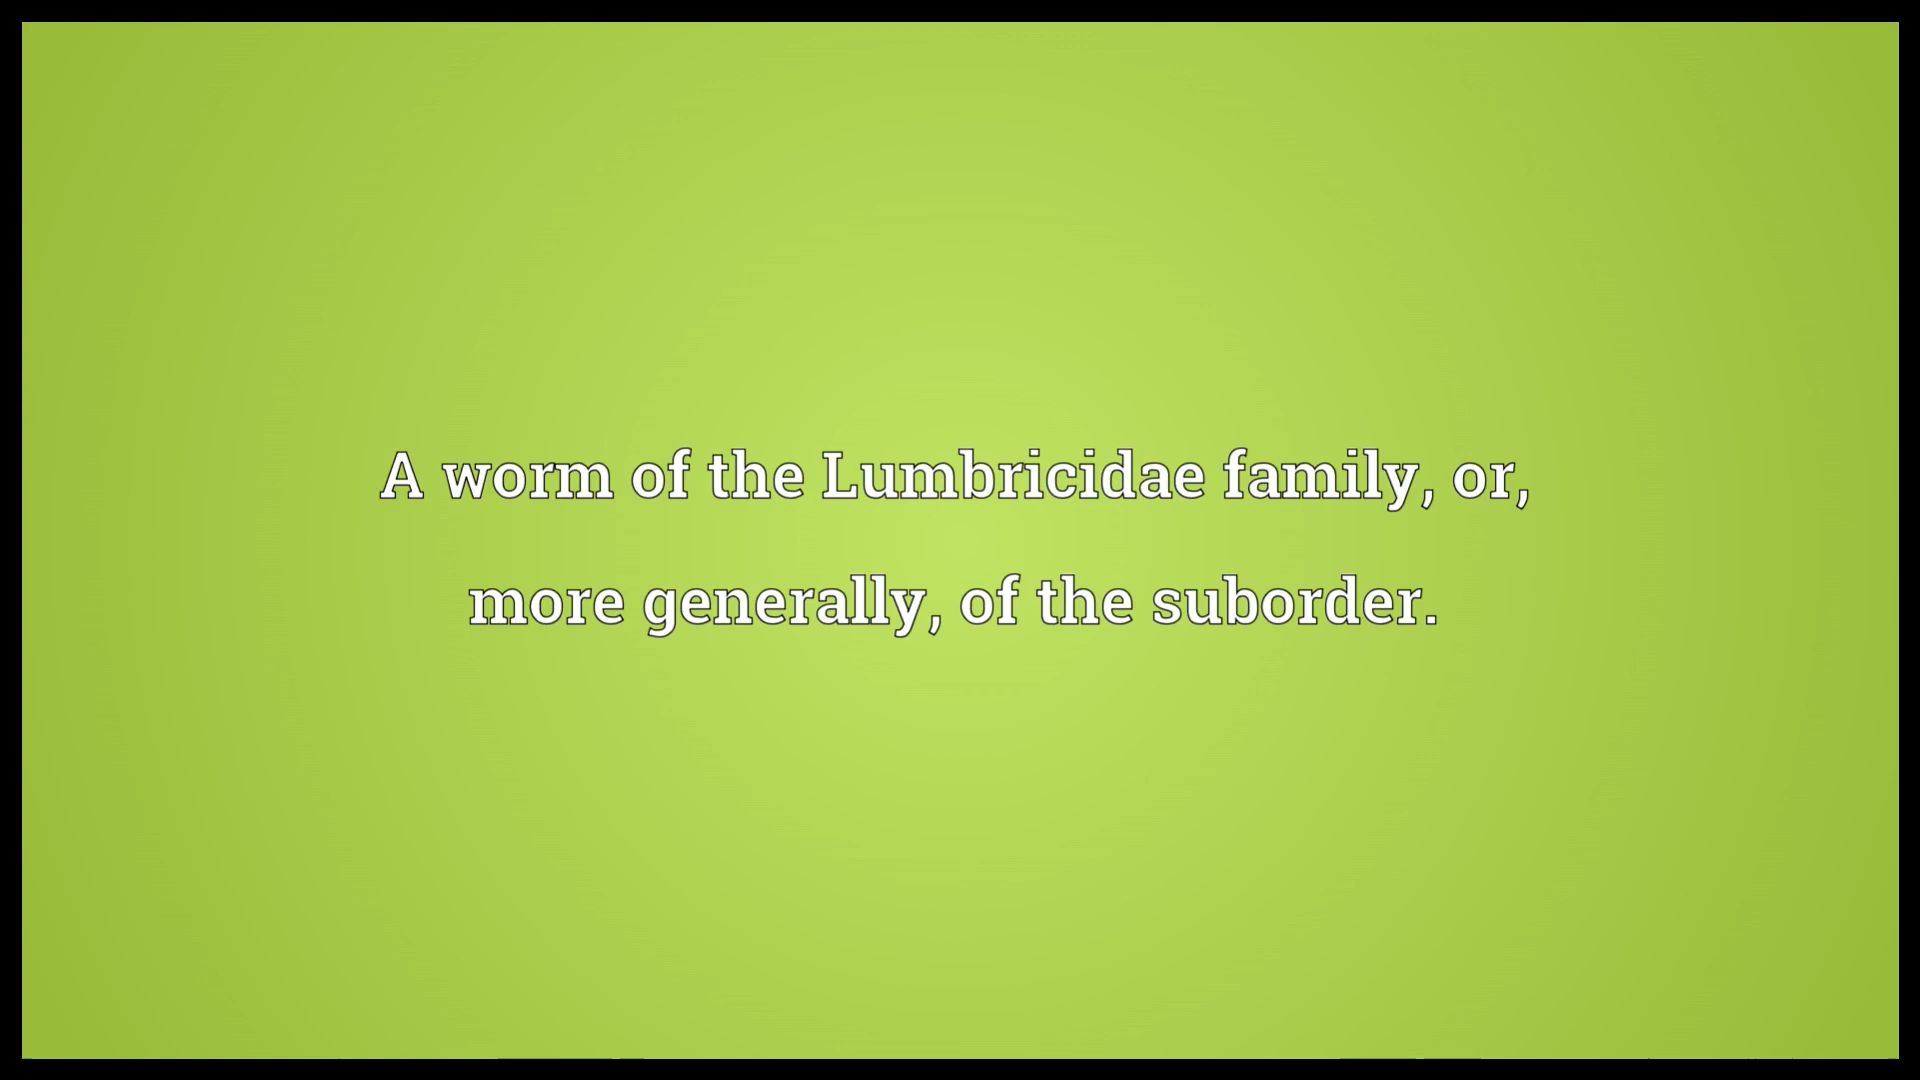 A worm of the Lumbricidae family, or,
more generally, of the suborder.